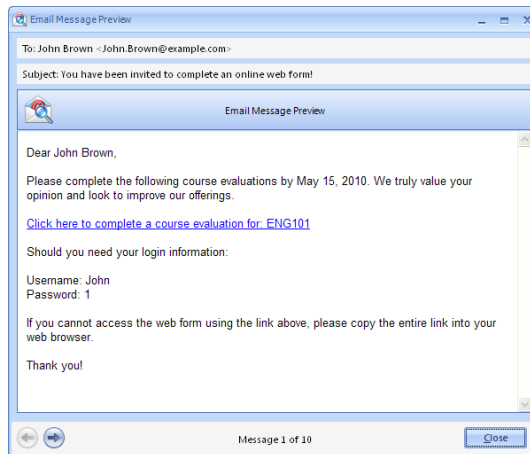 Email Message Preview
To: John Brown <John.Brown@example.com>
Subject: You have been invited to complete an online web form!
Email Message Preview
Dear John Brown,
Please complete the following course evaluations by May 15, 2010. We truly value your
opinion and look to improve our offerings.
Click here to complete a course evaluation for: ENG101
Should you need your login information:
Username: John
Password: 1
If you cannot access the web form using the link above, please copy the entire link into your
web browser.
Thank you!
Message 1 of 10
Close